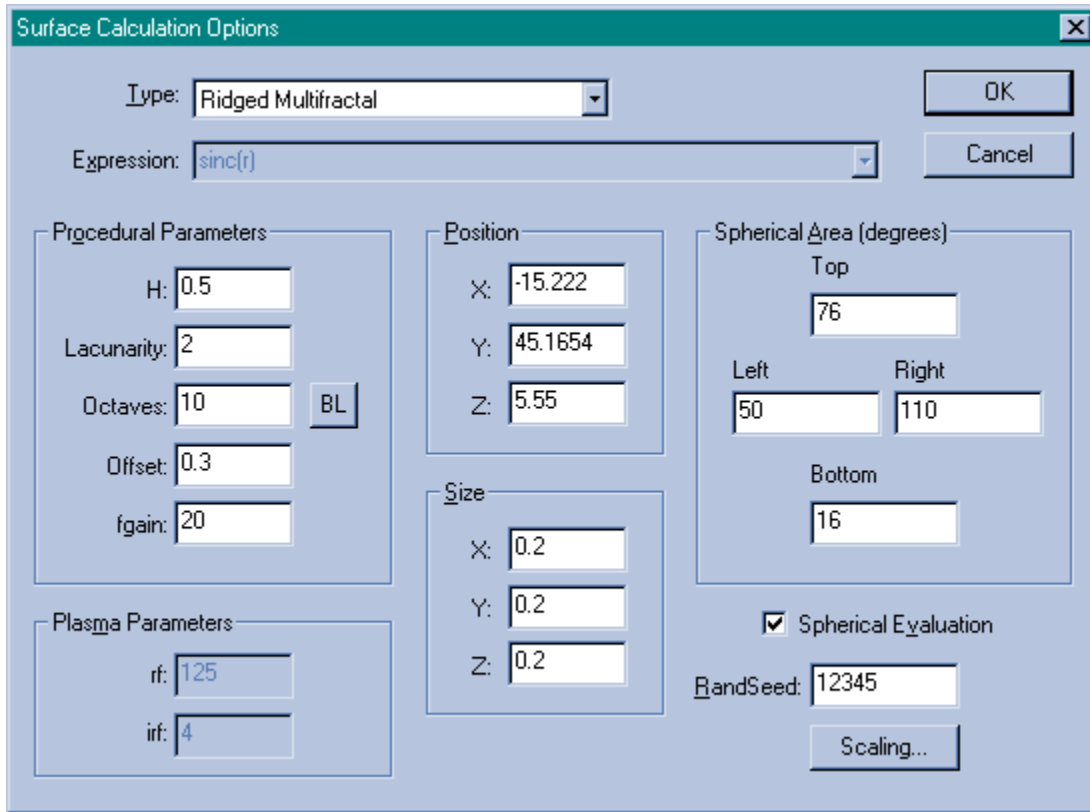 Surface Calculation Options
Type: Ridged Multifractal
OK
Expression: sinc(r)
Cancel
Procedural Parameters
H: 0.5
Lacunarity: 2
Octaves: 10 BL
Offset: 0.3
fgain: 20
Plasma Parameters
rf: 125
irf: 4
Position
X: -15.222
Y: 45.1654
Z: 5.55
Size
X: 0.2
Y: 0.2
Z: 0.2
Spherical Area (degrees)
Top
76
Left Right
50 110
Bottom
16
Spherical Evaluation
RandSeed: 12345
Scaling...